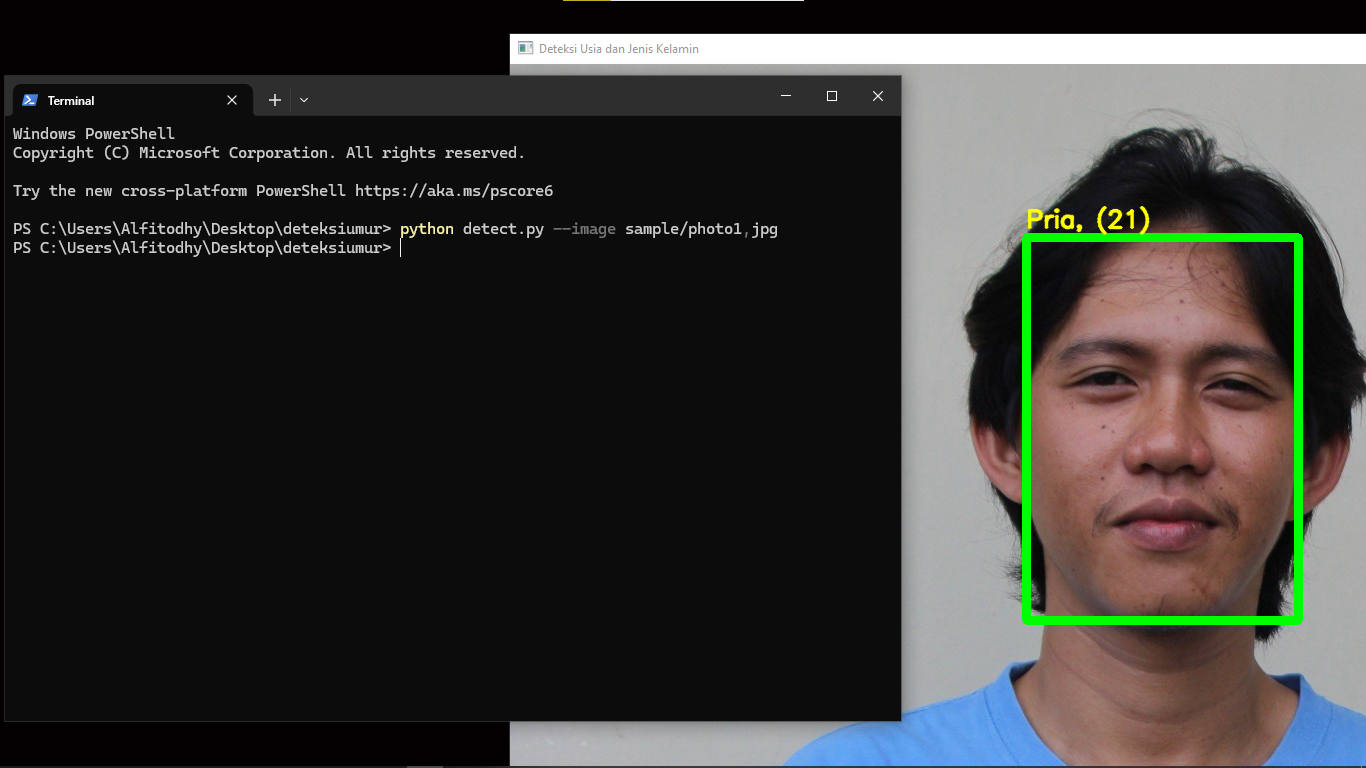 Deteksi Usia dan Jenis Kelamin
Terminal
Windows PowerShell
Copyright (C) Microsoft Corporation. All rights reserved.
Try the new cross-platform PowerShell https://aka.ms/pscore6
PS C:\Users\Alfitodhy\Desktop\deteksiumur> python detect.py --image sample/photo1,jpg
PS C:\Users\Alfitodhy\Desktop\deteksiumur>
Pria, (21)